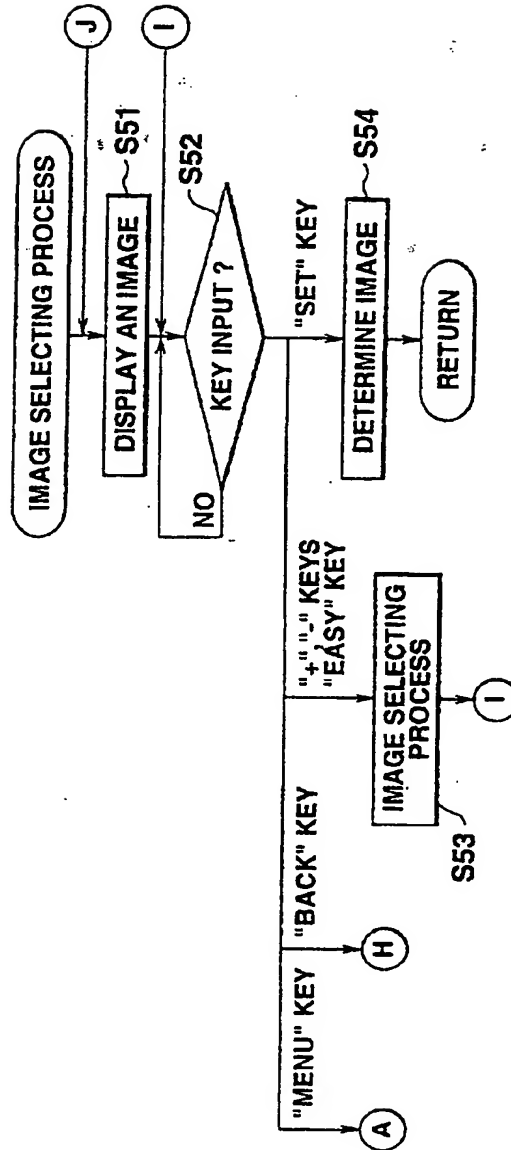 IMAGE SELECTING PROCESS
J
DISPLAY AN IMAGE
S51
I
KEY INPUT ?
S52
NO
"MENU" KEY
"BACK" KEY
"+" "-" KEYS
"EASY" KEY
"SET" KEY
A
H
IMAGE SELECTING
PROCESS
S53
I
DETERMINE IMAGE
S54
RETURN